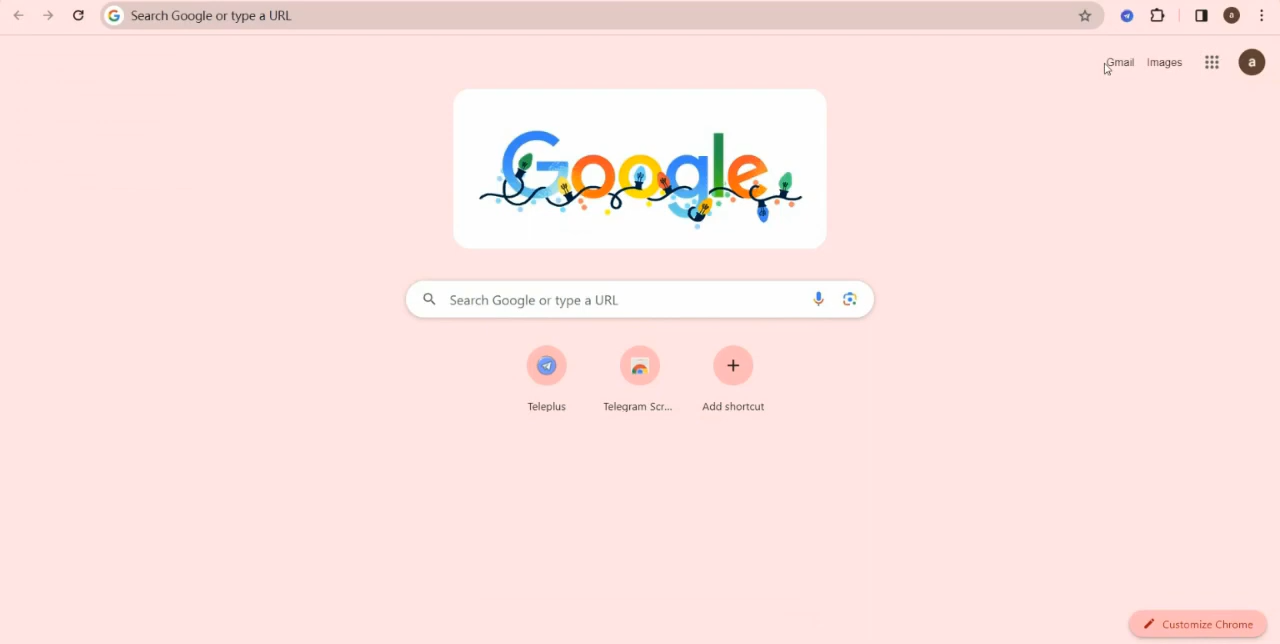 Search Google or type a URL
a
Gmail Images
a
Google
Search Google or type a URL
Teleplus
Telegram Scr...
Add shortcut
Customize Chrome